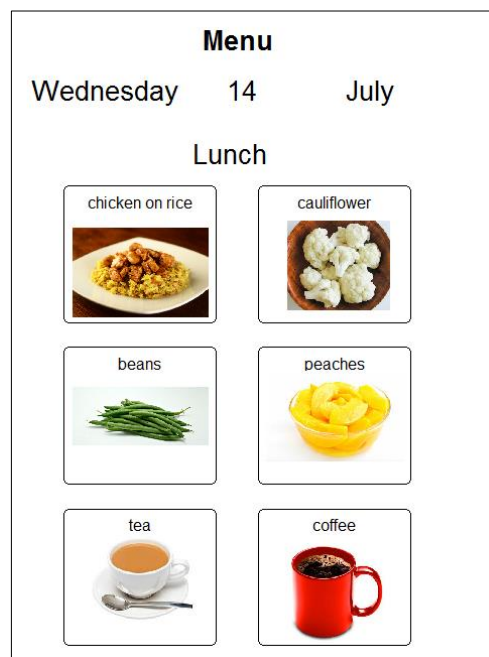 Menu
Wednesday 14 July
Lunch
chicken on rice cauliflower
beans peaches
tea coffee